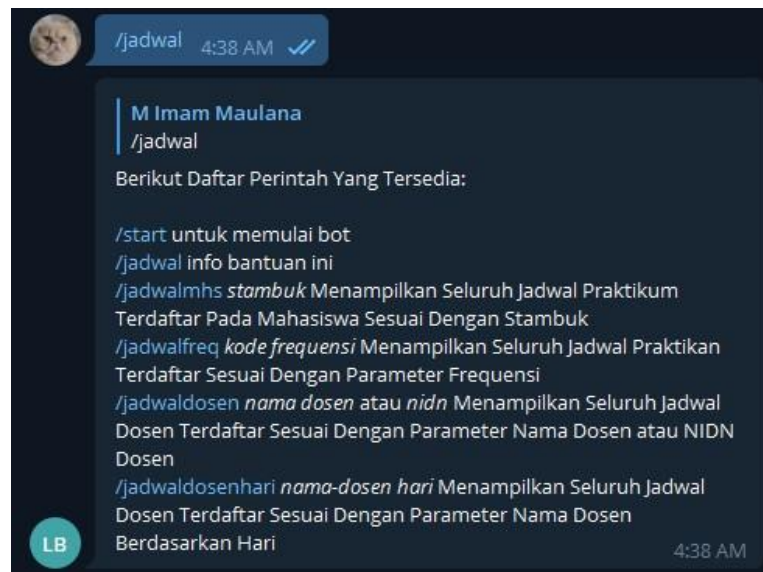 /jadwal 4:38 AM
M Imam Maulana
/jadwal
Berikut Daftar Perintah Yang Tersedia:
/start untuk memulai bot
/jadwal info bantuan ini
/jadwalmhs stambuk Menampilkan Seluruh Jadwal Praktikum
Terdaftar Pada Mahasiswa Sesuai Dengan Stambuk
/jadwalfreq kode frequensi Menampilkan Seluruh Jadwal Praktikan
Terdaftar Sesuai Dengan Parameter Frequensi
/jadwaldosen nama dosen atau nidn Menampilkan Seluruh Jadwal
Dosen Terdaftar Sesuai Dengan Parameter Nama Dosen atau NIDN
Dosen
/jadwaldosenhari nama-dosen hari Menampilkan Seluruh Jadwal
Dosen Terdaftar Sesuai Dengan Parameter Nama Dosen
Berdasarkan Hari
LB
4:38 AM